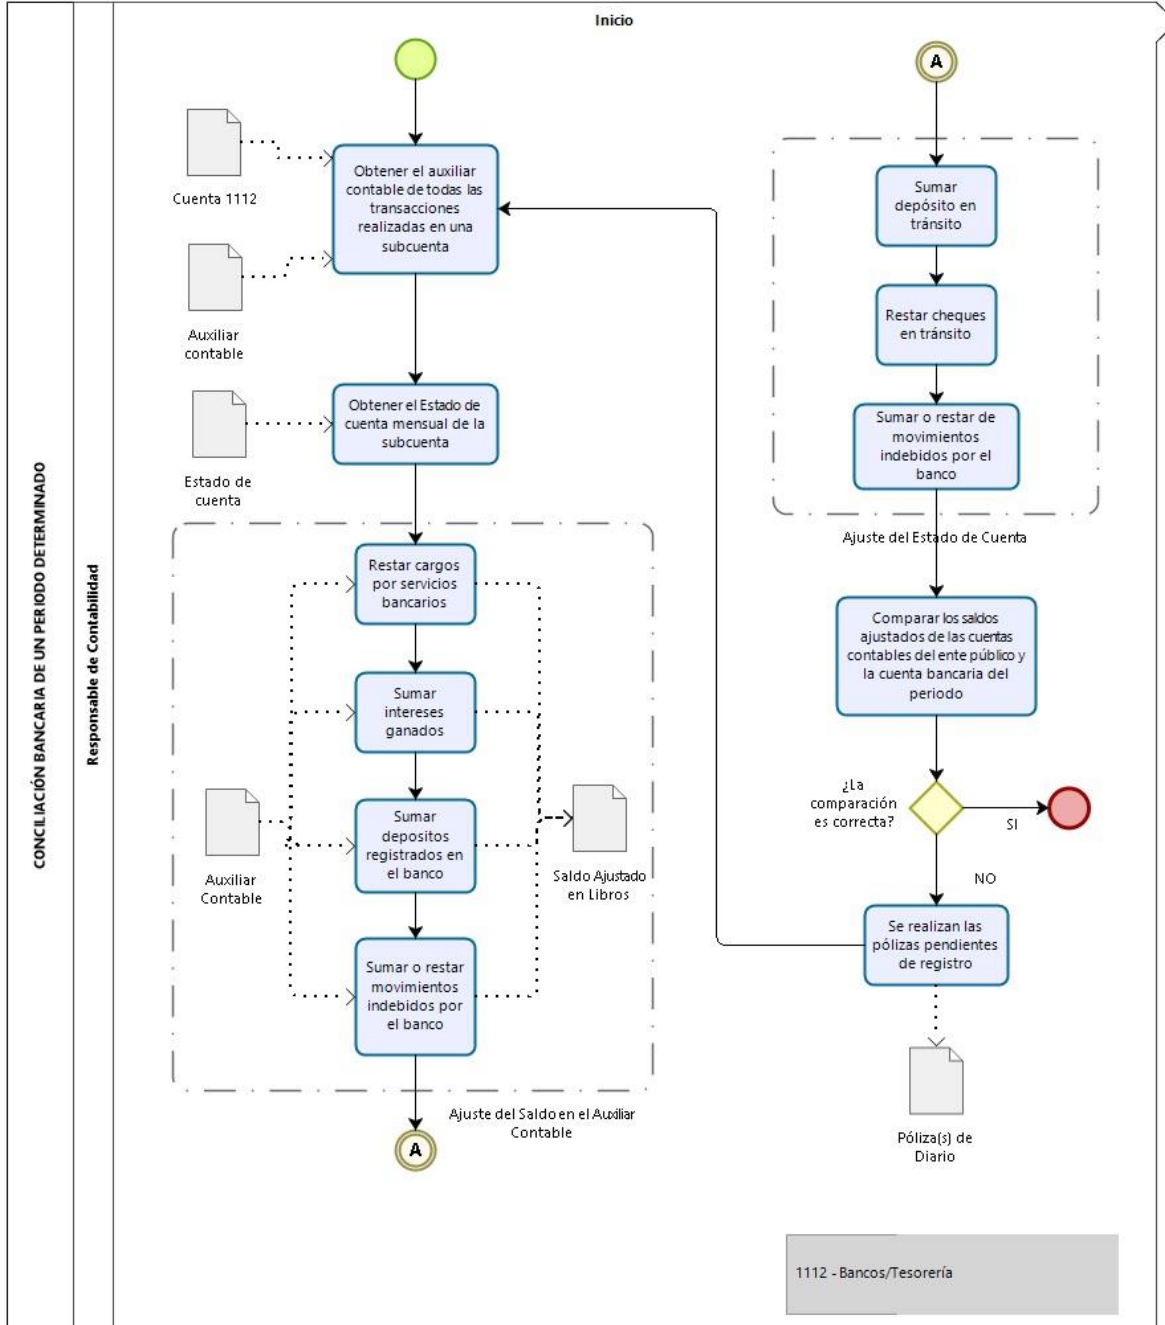 CONCILIACIÓN BANCARIA DE UN PERIODO DETERMINADO
Responsable de Contabilidad
Inicio
Cuenta 1112
Obtener el auxiliar
contable de todas las
transacciones
realizadas en una
subcuenta
Auxiliar
contable
Obtener el Estado de
cuenta mensual de la
subcuenta
Estado de
cuenta
Restar cargos
por servicios
bancarios
Sumar
intereses
ganados
Sumar
depositos
registrados en
el banco
Sumar o restar
movimientos
indebidos por
el banco
Auxiliar
Contable
Saldo Ajustado
en Libros
Ajuste del Saldo en el Auxiliar
Contable
A
A
Sumar
depósito en
tránsito
Restar cheques
en tránsito
Sumar o restar de
movimientos
indebidos por el
banco
Ajuste del Estado de Cuenta
Comparar los saldos
ajustados de las cuentas
contables del ente público y
la cuenta bancaria del
periodo
¿La
comparación
es correcta?
SI
NO
Se realizan las
pólizas pendientes
de registro
Póliza(s) de
Diario
1112 - Bancos/Tesorería